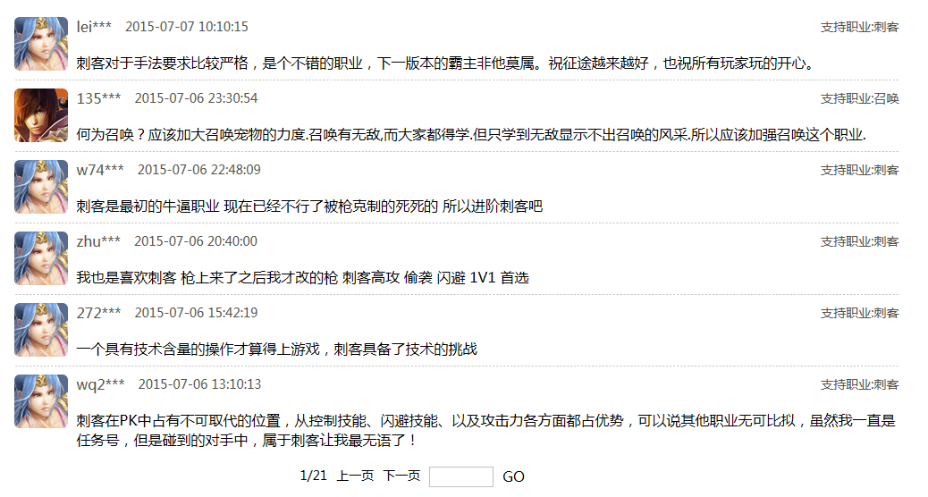 lei*** 2015-07-07 10:10:15 支持职业:刺客
刺客对于手法要求比较严格，是个不错的职业，下一版本的霸主非他莫属。祝征途越来越好，也祝所有玩家玩的开心。
135*** 2015-07-06 23:30:54 支持职业:召唤
何为召唤？应该加大召唤宠物的力度.召唤有无敌,而大家都得学.但只学到无敌显示不出召唤的风采.所以应该加强召唤这个职业.
w74*** 2015-07-06 22:48:09 支持职业:刺客
刺客是最初的牛逼职业 现在已经不行了被枪克制的死死的 所以进阶刺客吧
zhu*** 2015-07-06 20:40:00 支持职业:刺客
我也是喜欢刺客 枪上来了之后我才改的枪 刺客高攻 偷袭 闪避 1V1 首选
272*** 2015-07-06 15:42:19 支持职业:刺客
一个具有技术含量的操作才算得上游戏，刺客具备了技术的挑战
wq2*** 2015-07-06 13:10:13 支持职业:刺客
刺客在PK中占有不可取代的位置，从控制技能、闪避技能、以及攻击力各方面都占优势，可以说其他职业无可比拟，虽然我一直是
任务号，但是碰到的对手中，属于刺客让我最无语了！
1/21 上一页 下一页 GO